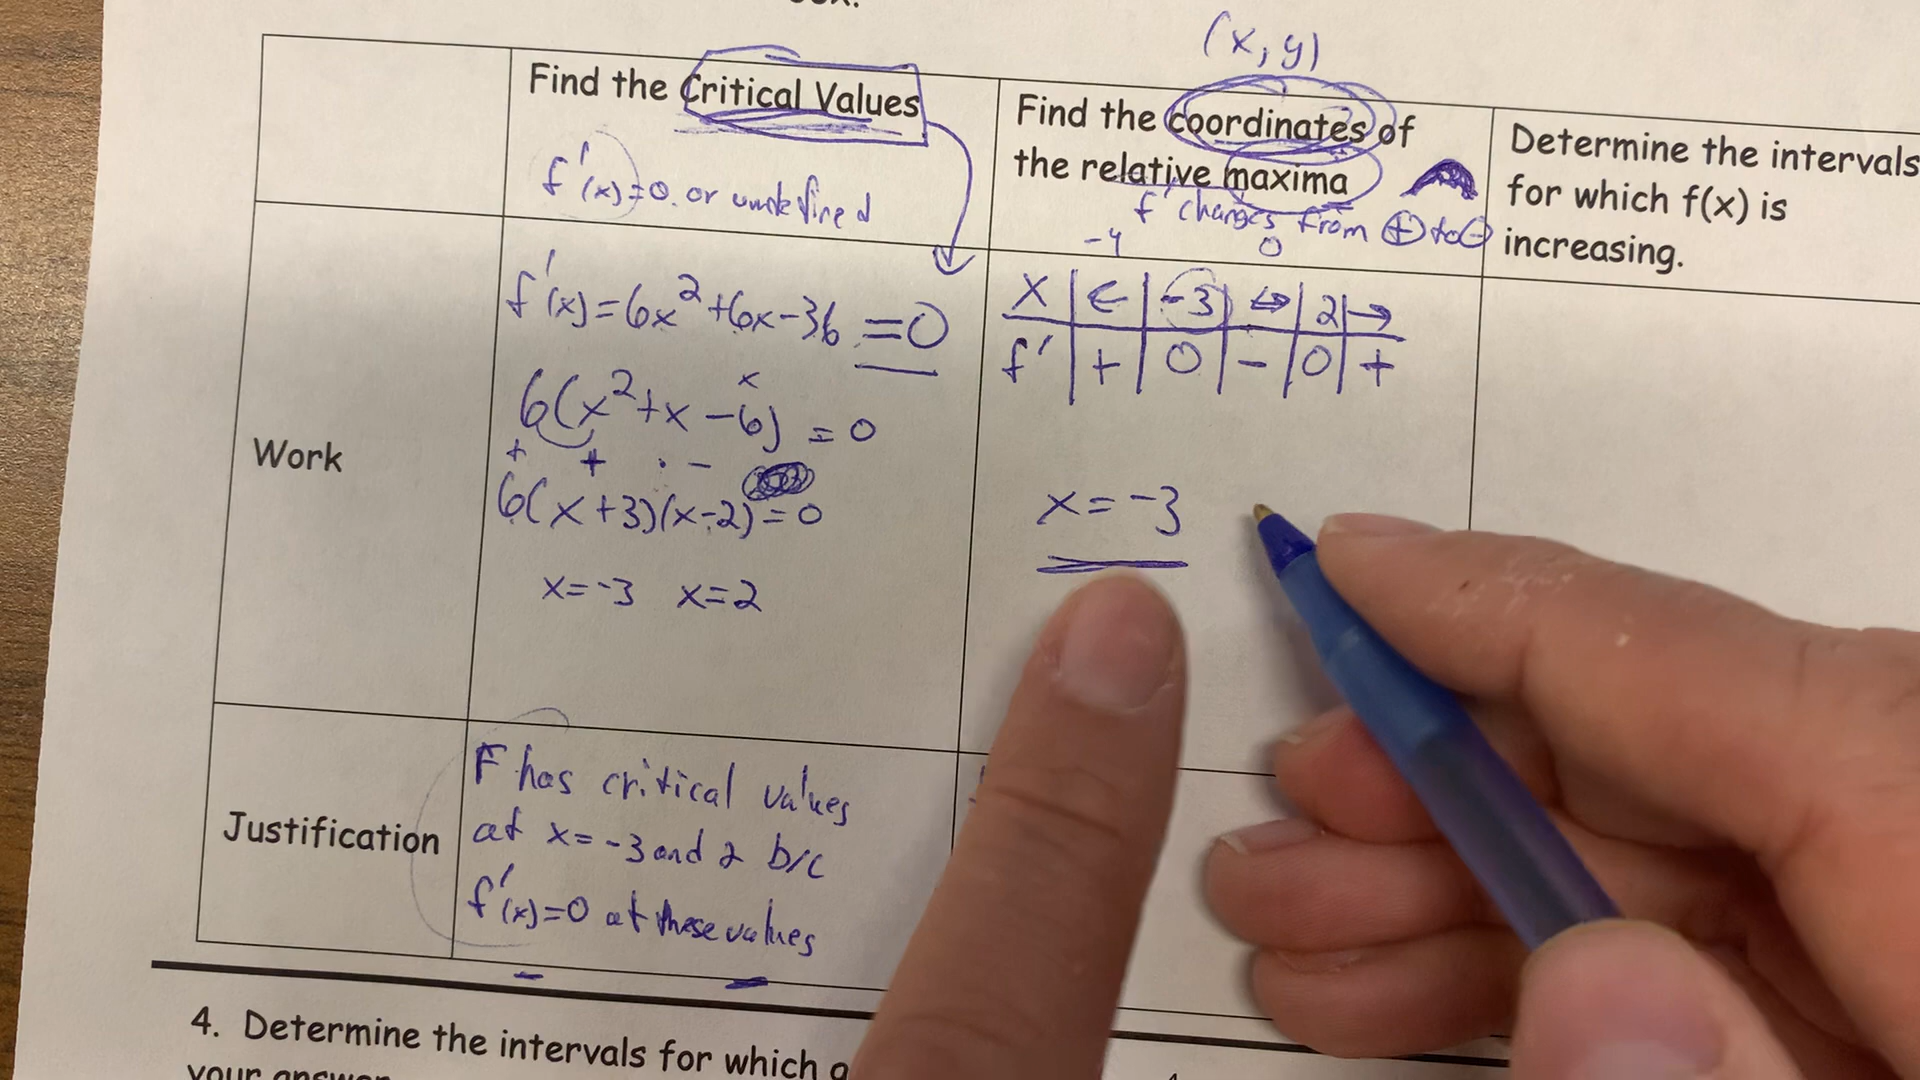 (x, y)
Find the Critical Values
f'(x)=0 or undefined
Find the coordinates of
the relative maxima
f' changes from + to -
Determine the intervals
for which f(x) is
increasing.
Work
f'(x)=6x²+6x-36 =0
6(x²+x-6) = 0
+ + · -
6(x+3)(x-2)=0
x=-3 x=2
-4 0
X | ← | -3 | ↔ | 2 | →
f' | + | 0 | - | 0 | +
x=-3
Justification
F has critical values
at x=-3 and 2 b/c
f'(x)=0 at these values
4. Determine the intervals for which
your answer